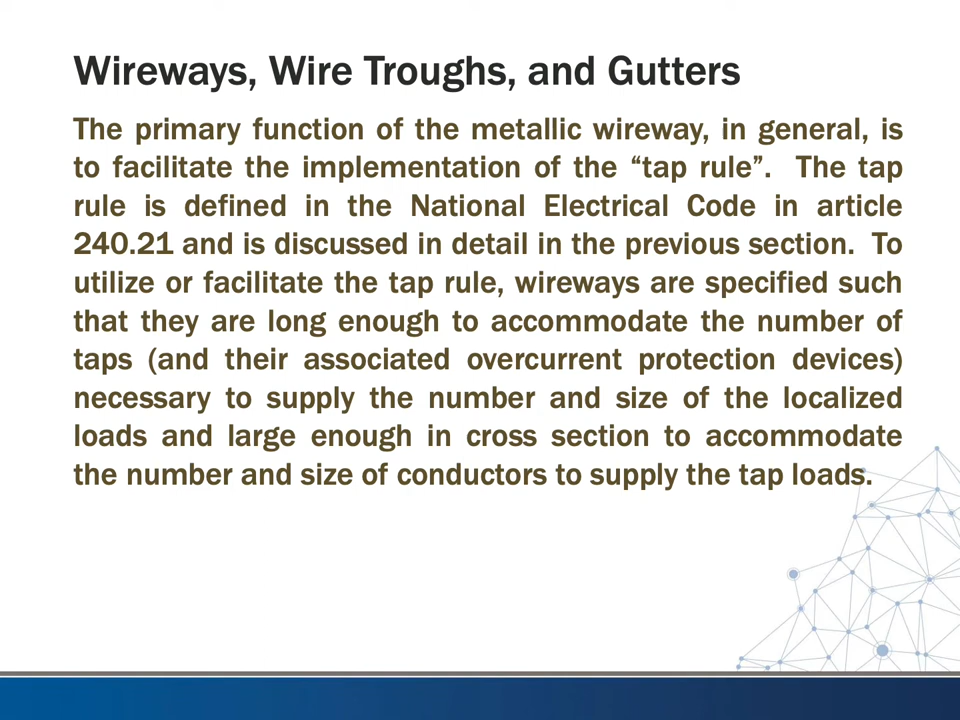 Wireways, Wire Troughs, and Gutters
The primary function of the metallic wireway, in general, is
to facilitate the implementation of the “tap rule”.  The tap
rule is defined in the National Electrical Code in article
240.21 and is discussed in detail in the previous section.  To
utilize or facilitate the tap rule, wireways are specified such
that they are long enough to accommodate the number of
taps (and their associated overcurrent protection devices)
necessary to supply the number and size of the localized
loads and large enough in cross section to accommodate
the number and size of conductors to supply the tap loads.